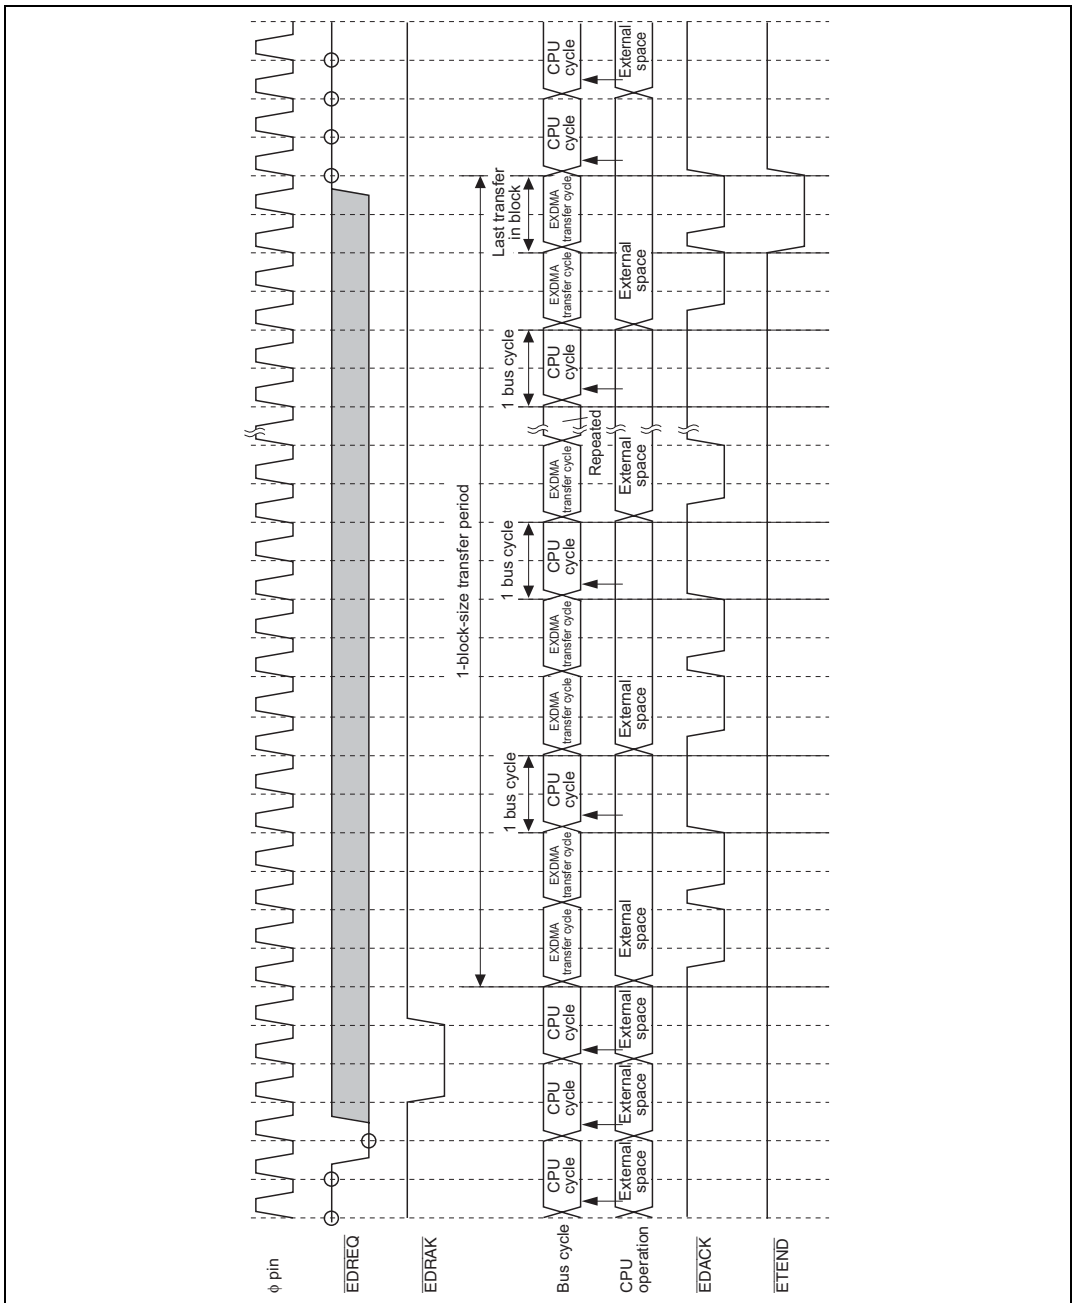 φ pin
EDREQ
EDRAK
1-block-size transfer period
Last transfer
in block
1 bus cycle
1 bus cycle
1 bus cycle
Repeated
Bus cycle
CPU
cycle
CPU
cycle
CPU
cycle
EXDMA
transfer cycle
EXDMA
transfer cycle
CPU
cycle
EXDMA
transfer cycle
EXDMA
transfer cycle
CPU
cycle
EXDMA
transfer cycle
CPU
cycle
EXDMA
transfer cycle
EXDMA
transfer cycle
CPU
cycle
CPU
cycle
CPU
operation
External
space
External
space
External
space
External
space
External
space
External
space
External
space
External
space
EDACK
ETEND